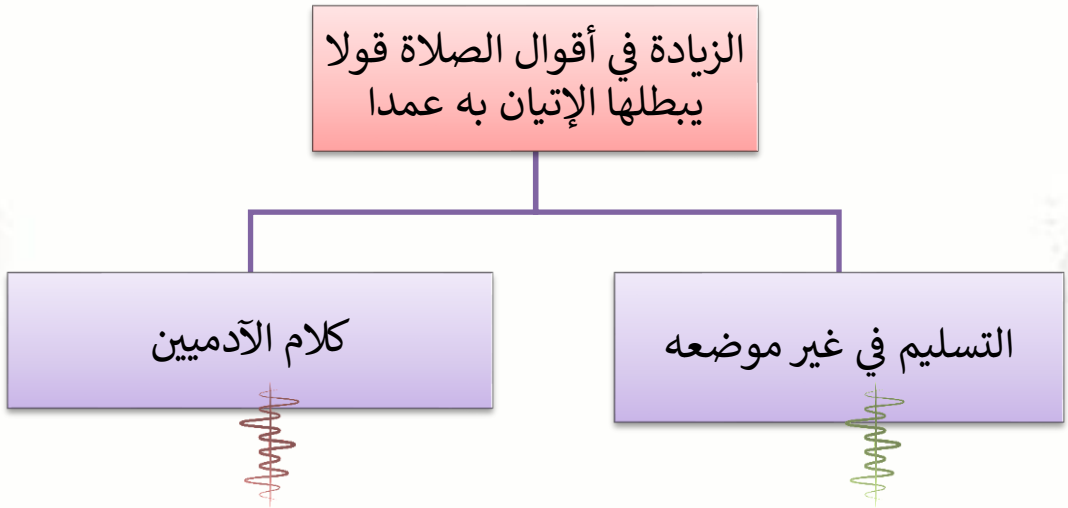 الزيادة في أقوال الصلاة قولا
يبطلها الإتيان به عمدا
التسليم في غير موضعه
كلام الآدميين